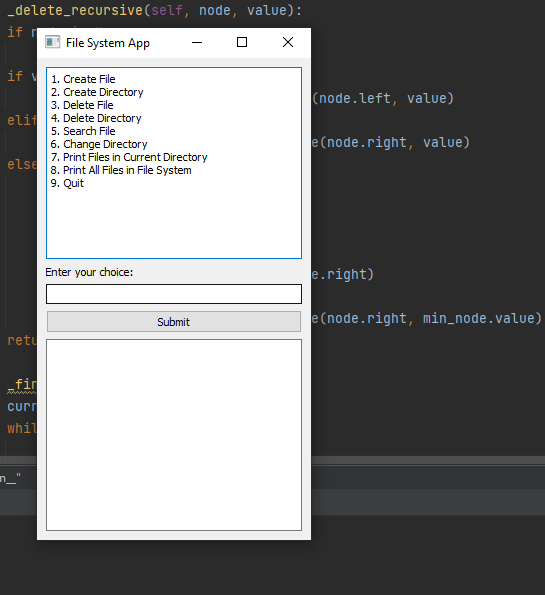 _delete_recursive(self, node, value):
if n
File System App
if v
1. Create File
2. Create Directory
(node.left, value)
3. Delete File
4. Delete Directory
elif
5. Search File
6. Change Directory
e(node.right, value)
7. Print Files in Current Directory
else
8. Print All Files in File System
9. Quit
Enter your choice:
e.right)
Submit
e(node.right, min_node.value)
retu
_fin
curr
whil
n_"